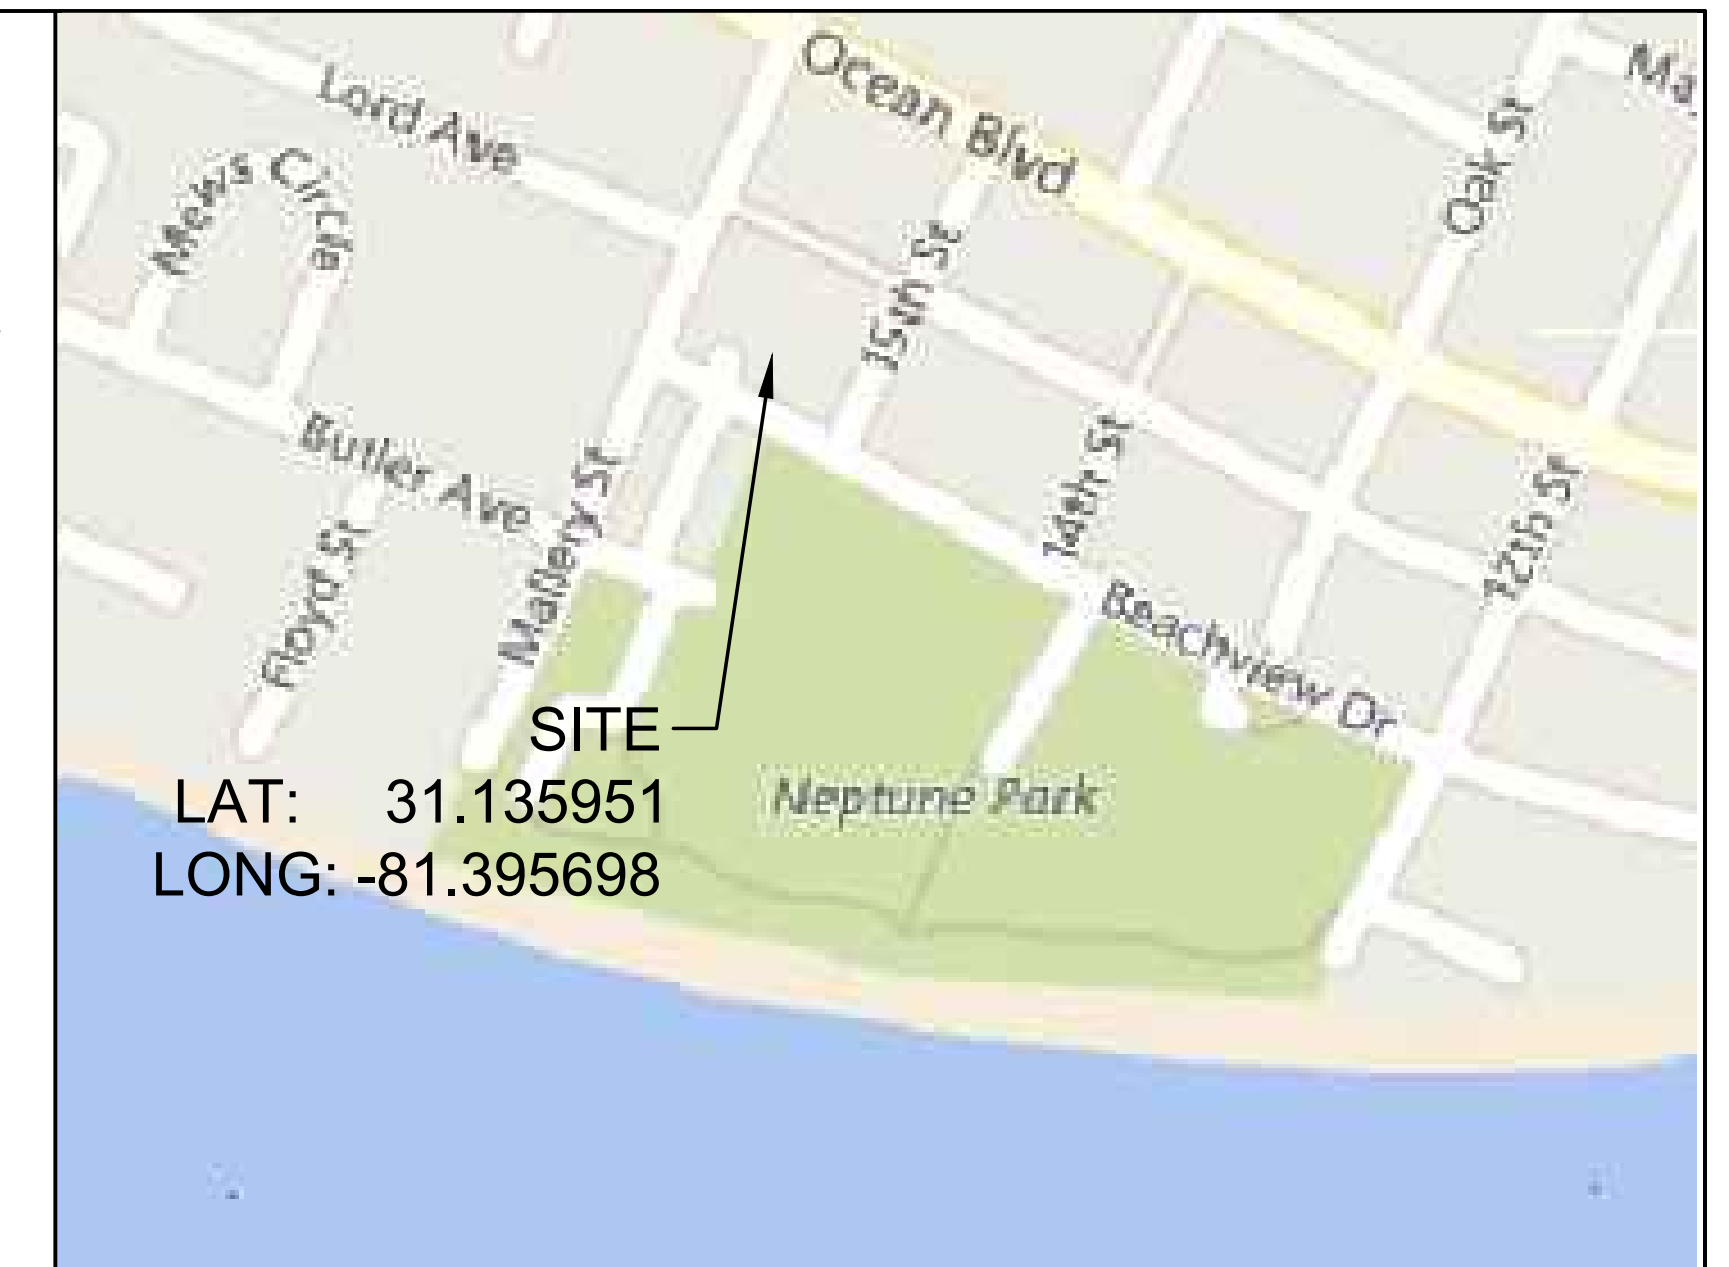 Ocean Blvd
Ma
Lord Ave
Oak St
Mews Circle
15th St
Butler Ave
Mallery St
14th St
12th St
Floyd St
Beachview Dr
SITE
LAT: 31.135951
LONG: -81.395698
Neptune Park